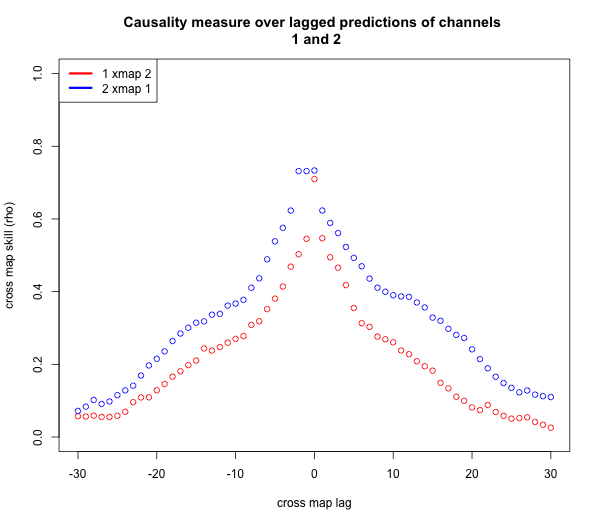 Causality measure over lagged predictions of channels
1 and 2
1 xmap 2
2 xmap 1
cross map skill (rho)
1.0
0.8
0.6
0.4
0.2
0.0
-30
-20
-10
0
10
20
30
cross map lag